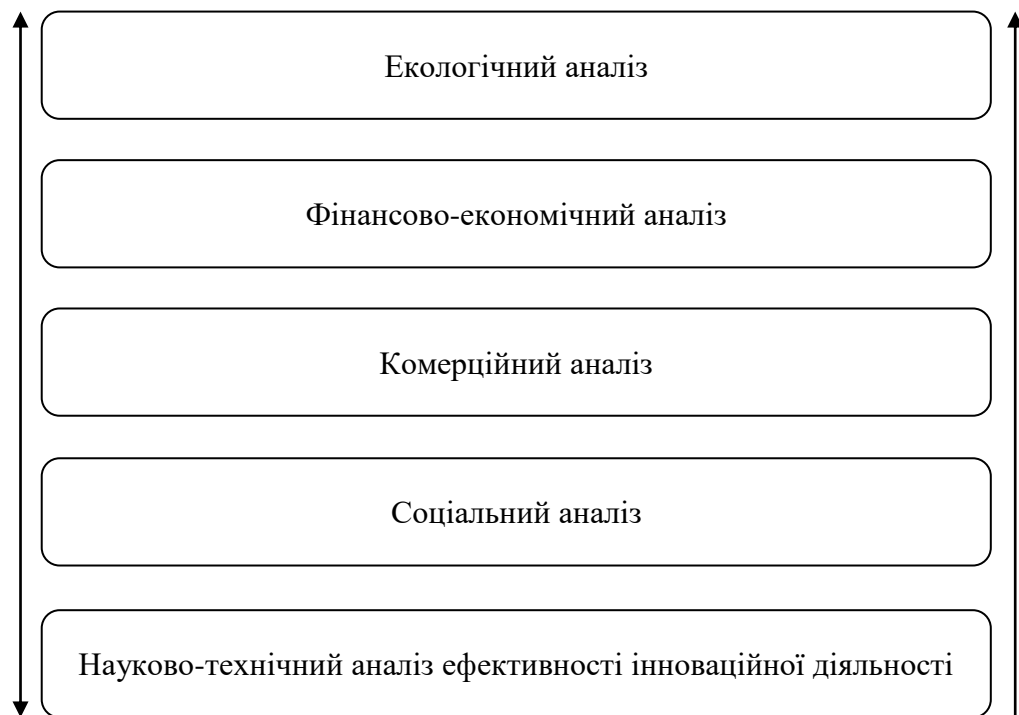 Екологічний аналіз
Фінансово-економічний аналіз
Комерційний аналіз
Соціальний аналіз
Науково-технічний аналіз ефективності інноваційної діяльності